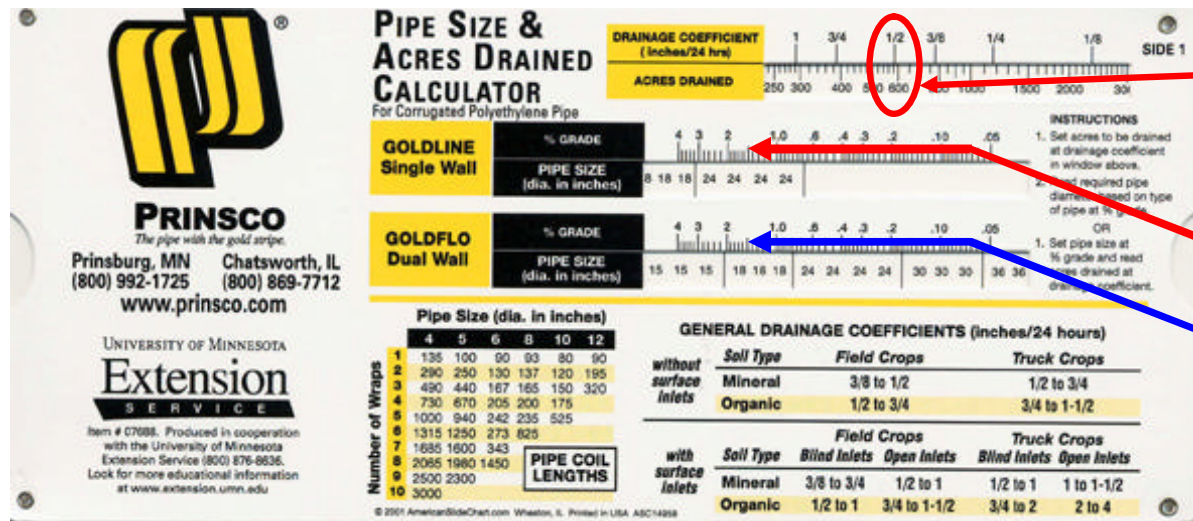 ®
PRINSCO
The pipe with the gold stripe.
Prinsburg, MN Chatsworth, IL
(800) 992-1725 (800) 869-7712
www.prinsco.com
UNIVERSITY OF MINNESOTA
Extension
SERVICE
Item # 07688. Produced in cooperation
with the University of Minnesota
Extension Service (800) 876-8636.
Look for more educational information
at www.extension.umn.edu
PIPE SIZE &
ACRES DRAINED
CALCULATOR
For Corrugated Polyethylene Pipe
DRAINAGE COEFFICIENT
(inches/24 hrs)
1 3/4 1/2 3/8 1/4 1/8
SIDE 1
ACRES DRAINED
250 300 400 600 1000 1500 2000
GOLDLINE
Single Wall
% GRADE
4 3 2 1.0 .6 .4 .3 .2 .10 .05
PIPE SIZE
(dia. in inches)
8 18 18 24 24 24 24
GOLDFLO
Dual Wall
% GRADE
4 3 2 1.0 .6 .4 .3 .2 .10 .05
PIPE SIZE
(dia. in inches)
15 15 15 18 18 18 24 24 24 24 30 30 30 36 36
INSTRUCTIONS
1. Set acres to be drained
at drainage coefficient
in window above.
2. required pipe
based on type
of pipe at % grade.
OR
1. Set pipe size at
% grade and read
acres drained at
drainage coefficient.
Pipe Size (dia. in inches)
4 5 6 8 10 12
Number of Wraps
1 135 100 90 93 80 90
2 290 250 130 137 120 195
3 490 440 167 165 150 320
4 730 670 205 200 175
5 1000 940 242 235 525
6 1315 1250 273 825
7 1685 1600 343
8 2065 1980 1450
9 2500 2300
10 3000
PIPE COIL
LENGTHS
© 2001 AmericanSlideChart.com Wheaton, IL Printed in USA ASC14958
GENERAL DRAINAGE COEFFICIENTS (inches/24 hours)
without
surface
inlets
Soil Type Field Crops Truck Crops
Mineral 3/8 to 1/2 1/2 to 3/4
Organic 1/2 to 3/4 3/4 to 1-1/2
with
surface
inlets
Field Crops Truck Crops
Soil Type Blind Inlets Open Inlets Blind Inlets Open Inlets
Mineral 3/8 to 3/4 1/2 to 1 1/2 to 1 1 to 1-1/2
Organic 1/2 to 1 3/4 to 1-1/2 3/4 to 2 2 to 4